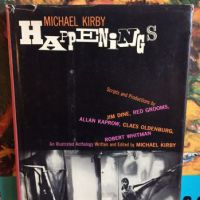 MICHAEL KIRBY
HAPPENINGS
Scripts and Productions by
JIM DINE, RED GROOMS,
ALLAN KAPROW, CLAES OLDENBURG,
ROBERT WHITMAN
An Illustrated Anthology Written and Edited by MICHAEL KIRBY